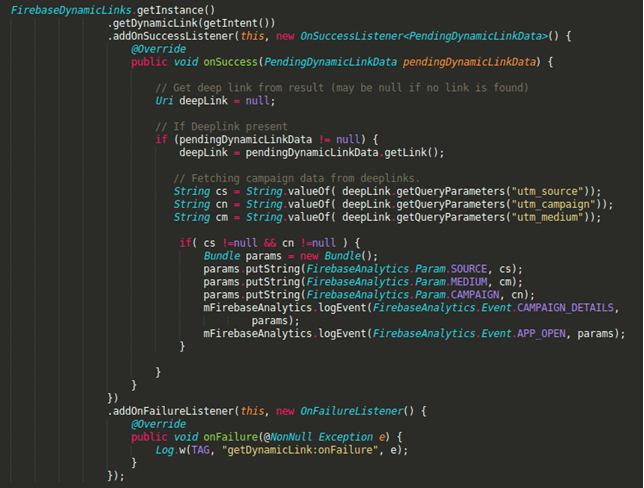 FirebaseDynamicLinks.getInstance()
.getDynamicLink(getIntent())
.addOnSuccessListener(this, new OnSuccessListener<PendingDynamicLinkData>() {
@Override
public void onSuccess(PendingDynamicLinkData pendingDynamicLinkData) {
// Get deep link from result (may be null if no link is found)
Uri deepLink = null;
// If Deeplink present
if (pendingDynamicLinkData != null) {
deepLink = pendingDynamicLinkData.getLink();
// Fetching campaign data from deeplinks.
String cs = String.valueOf( deepLink.getQueryParameters("utm_source"));
String cn = String.valueOf( deepLink.getQueryParameters("utm_campaign"));
String cm = String.valueOf( deepLink.getQueryParameters("utm_medium"));
if( cs !=null && cn !=null ) {
Bundle params = new Bundle();
params.putString(FirebaseAnalytics.Param.SOURCE, cs);
params.putString(FirebaseAnalytics.Param.MEDIUM, cm);
params.putString(FirebaseAnalytics.Param.CAMPAIGN, cn);
mFirebaseAnalytics.logEvent(FirebaseAnalytics.Event.CAMPAIGN_DETAILS,
params);
mFirebaseAnalytics.logEvent(FirebaseAnalytics.Event.APP_OPEN, params);
}
}
}
})
.addOnFailureListener(this, new OnFailureListener() {
@Override
public void onFailure(@NonNull Exception e) {
Log.w(TAG, "getDynamicLink:onFailure", e);
}
});